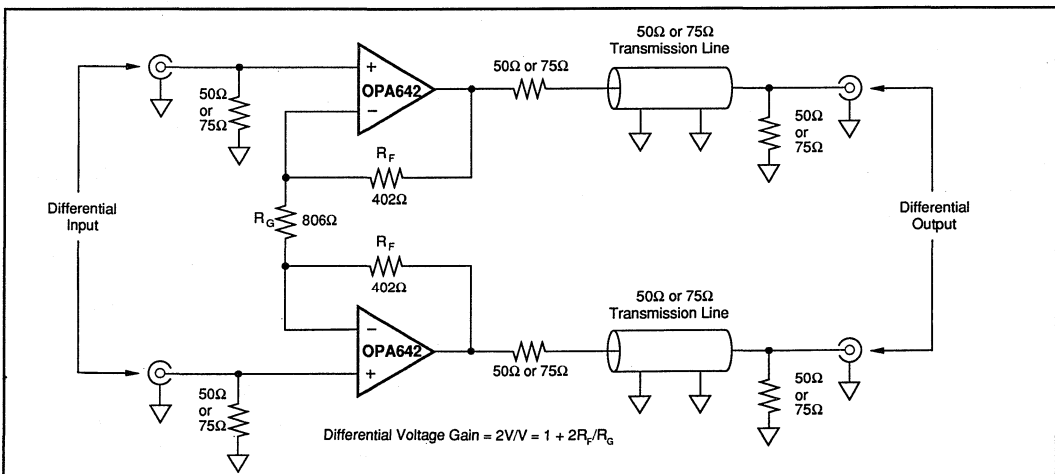 50Ω or 75Ω
Transmission Line
50Ω or 75Ω
+
OPA642
−
50Ω
or
75Ω
50Ω
or
75Ω
R_F
402Ω
Differential
Input
R_G 806Ω
Differential
Output
R_F
402Ω
50Ω or 75Ω
Transmission Line
−
OPA642
+
50Ω or 75Ω
50Ω
or
75Ω
50Ω
or
75Ω
Differential Voltage Gain = 2V/V = 1 + 2R_F/R_G